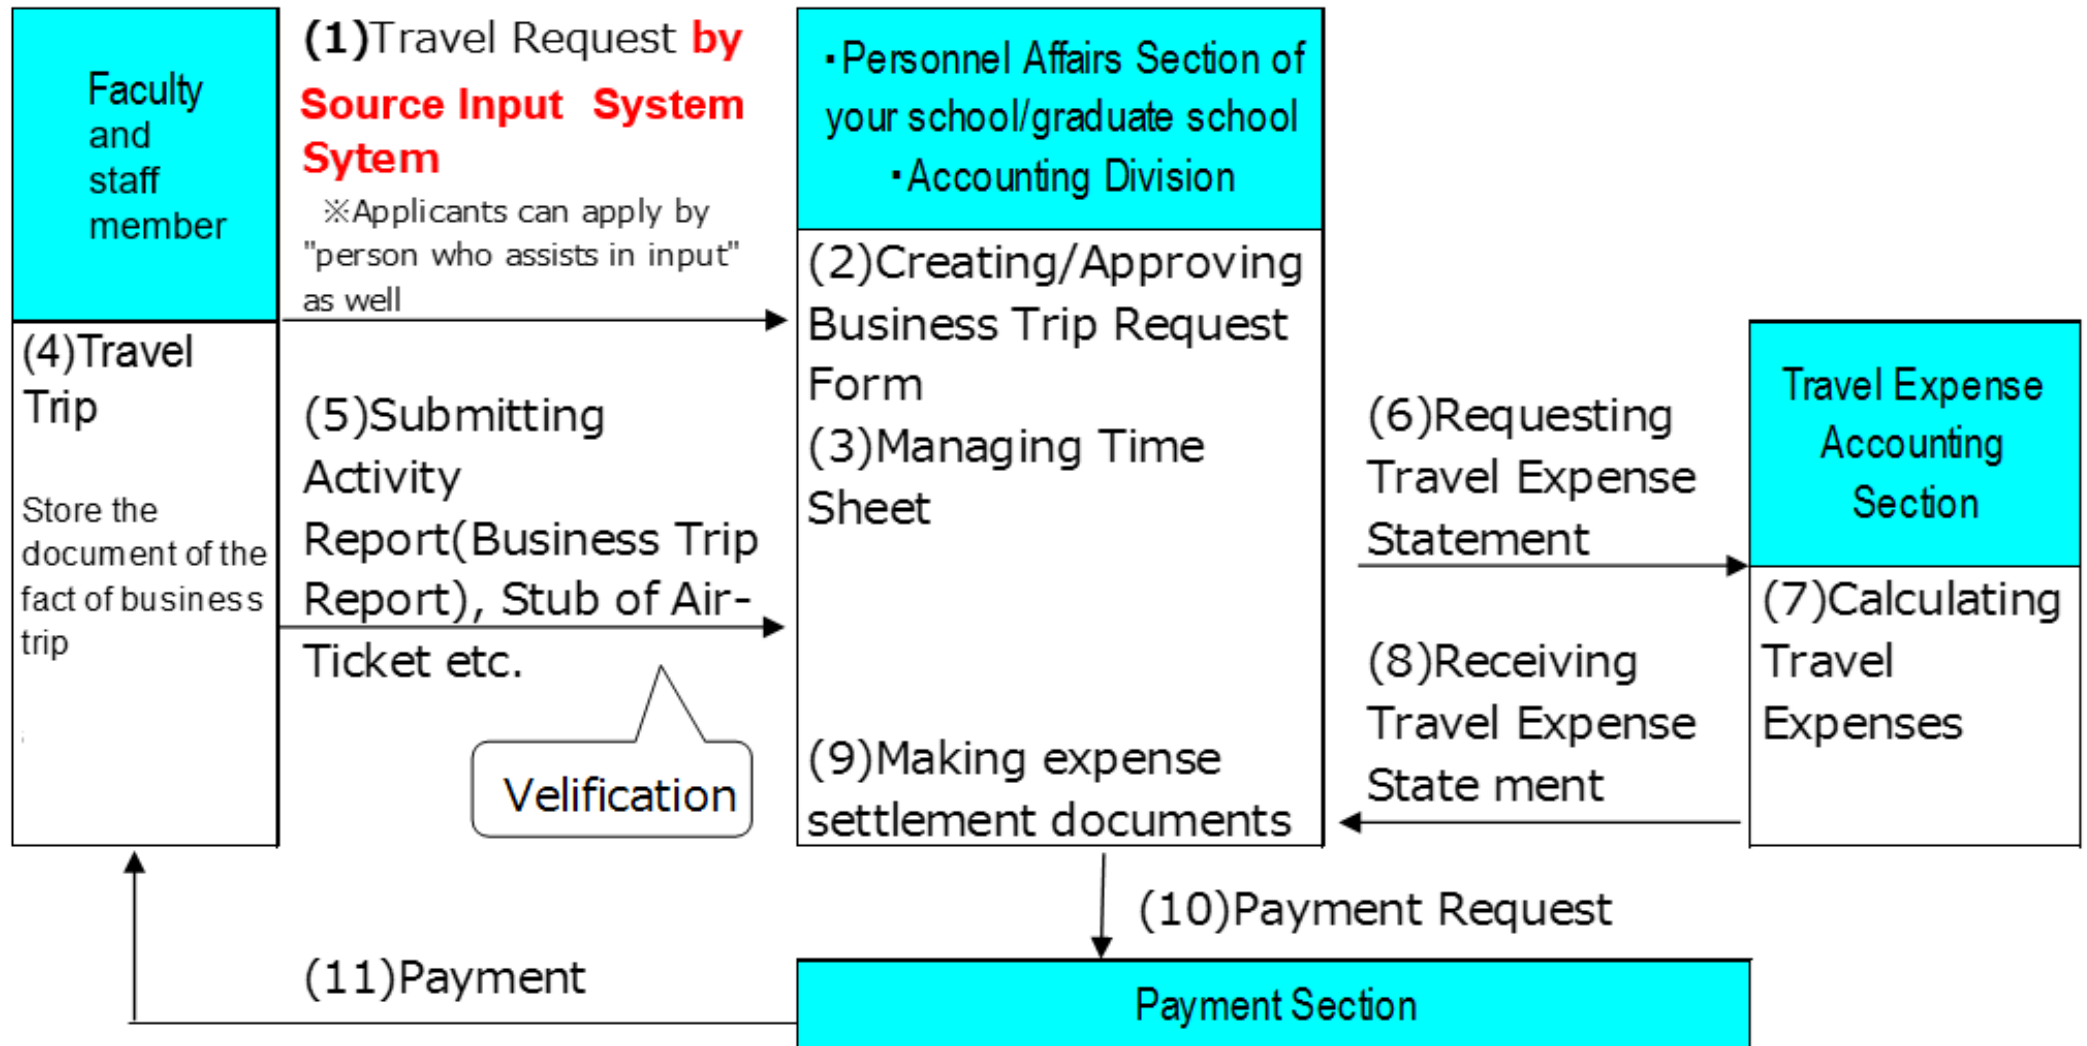 Faculty
and
staff
member
(4)Travel
Trip
Store the
document of the
fact of business
trip
(1)Travel Request by
Source Input System
Sytem
※Applicants can apply by
"person who assists in input"
as well
(5)Submitting
Activity
Report(Business Trip
Report), Stub of Air-
Ticket etc.
Velification
▪Personnel Affairs Section of
your school/graduate school
▪Accounting Division
(2)Creating/Approving
Business Trip Request
Form
(3)Managing Time
Sheet
(9)Making expense
settlement documents
(6)Requesting
Travel Expense
Statement
(8)Receiving
Travel Expense
State ment
Travel Expense
Accounting
Section
(7)Calculating
Travel
Expenses
(10)Payment Request
(11)Payment
Payment Section